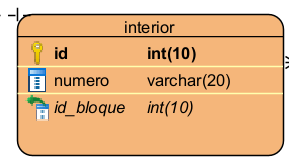 interior
id int(10)
numero varchar(20)
id_bloque int(10)